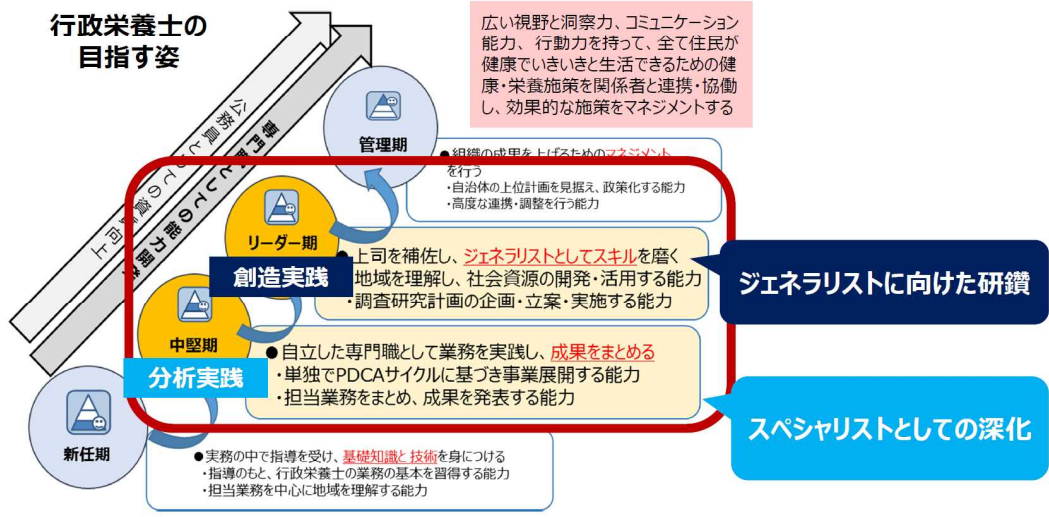 行政栄養士の
目指す姿
広い視野と洞察力、コミュニケーション
能力、 行動力を持って、全て住民が
健康でいきいきと生活できるための健
康・栄養施策を関係者と連携・協働
し、効果的な施策をマネジメントする
公務員としての資質向上
専門職としての能力開発
管理期
●組織の成果を上げるためのマネジメント
を行う
・自治体の上位計画を見据え、政策化する能力
・高度な連携・調整を行う能力
リーダー期
創造実践
●上司を補佐し、ジェネラリストとしてスキルを磨く
地域を理解し、社会資源の開発・活用する能力
・調査研究計画の企画・立案・実施する能力
ジェネラリストに向けた研鑽
中堅期
分析実践
●自立した専門職として業務を実践し、成果をまとめる
・単独でPDCAサイクルに基づき事業展開する能力
・担当業務をまとめ、成果を発表する能力
スペシャリストとしての深化
新任期
●実務の中で指導を受け、基礎知識と技術を身につける
・指導のもと、行政栄養士の業務の基本を習得する能力
・担当業務を中心に地域を理解する能力